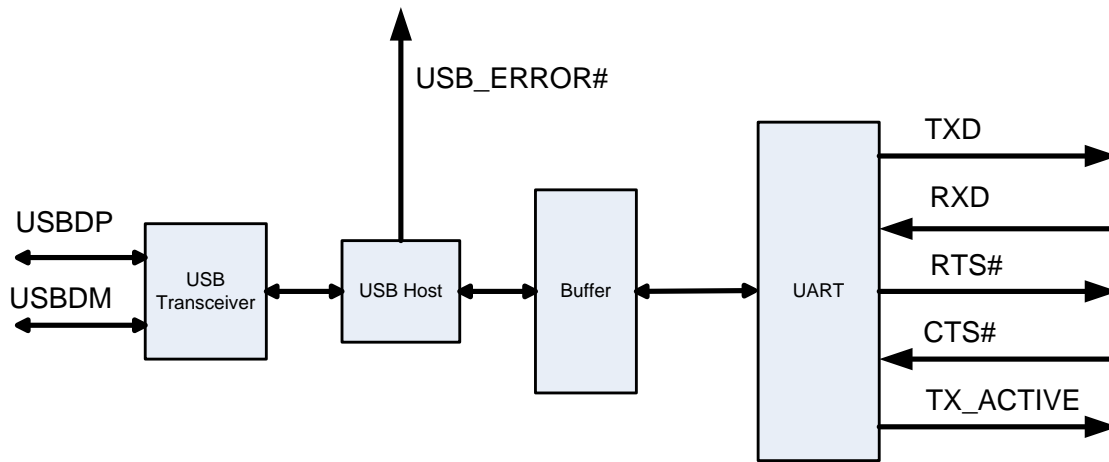 USB_ERROR#
USBDP
USBDM
USB
Transceiver
USB Host
Buffer
UART
TXD
RXD
RTS#
CTS#
TX_ACTIVE